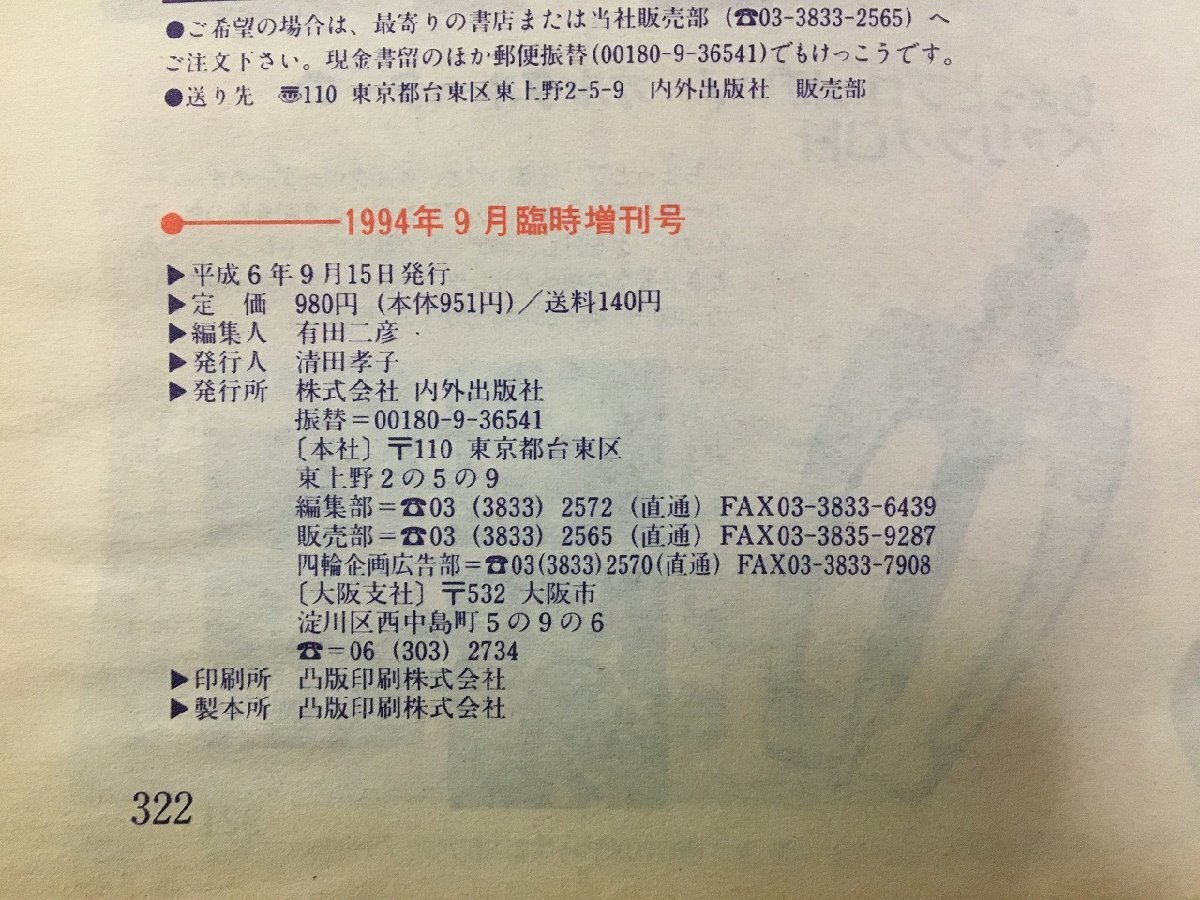 ●ご希望の場合は、最寄りの書店または当社販売部（☎03-3833-2565）へ
ご注文下さい。現金書留のほか郵便振替(00180-9-36541)でもけっこうです。
●送り先 〠110 東京都台東区東上野2-5-9 内外出版社 販売部
1994年9月臨時増刊号
▶平成6年9月15日発行
▶定 価 980円（本体951円）／送料140円
▶編集人 有田二彦
▶発行人 清田孝子
▶発行所 株式会社 内外出版社
振替＝00180-9-36541
〔本社〕〒110 東京都台東区
東上野2の5の9
編集部＝☎03（3833）2572（直通）FAX03-3833-6439
販売部＝☎03（3833）2565（直通）FAX03-3835-9287
四輪企画広告部＝☎03(3833)2570(直通) FAX03-3833-7908
〔大阪支社〕〒532 大阪市
淀川区西中島町5の9の6
☎＝06（303）2734
▶印刷所 凸版印刷株式会社
▶製本所 凸版印刷株式会社
322